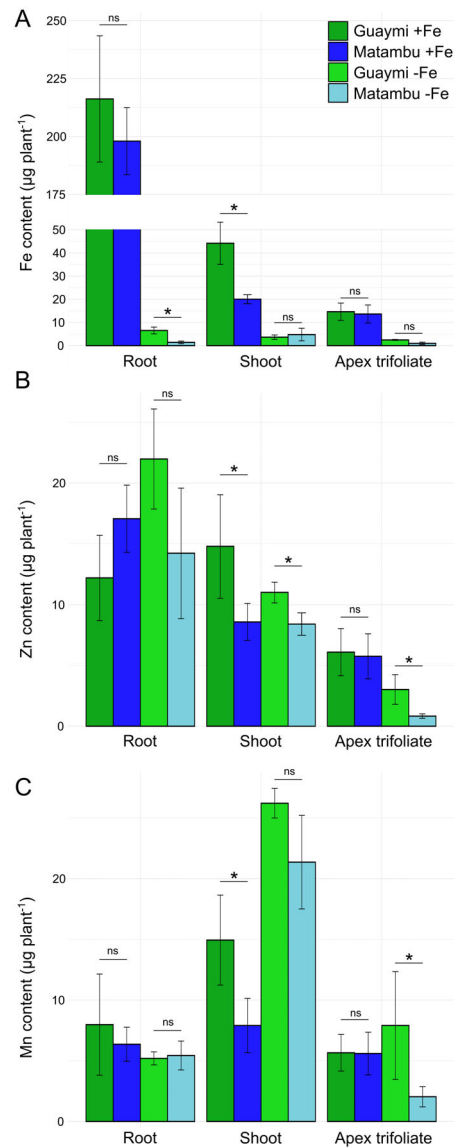 A
Fe content (µg plant⁻¹)
250
225
200
175
50
40
30
20
10
0
ns
*
*
ns
ns
ns
Guaymi +Fe
Matambu +Fe
Guaymi -Fe
Matambu -Fe
Root
Shoot
Apex trifoliate
B
Zn content (µg plant⁻¹)
20
10
0
ns
ns
*
*
ns
*
Root
Shoot
Apex trifoliate
C
Mn content (µg plant⁻¹)
20
10
0
ns
ns
*
ns
ns
*
Root
Shoot
Apex trifoliate